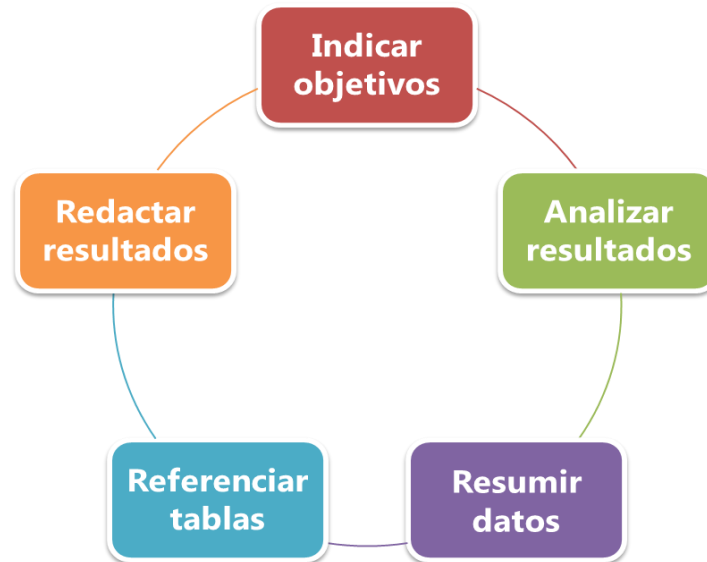 Indicar
objetivos
Analizar
resultados
Resumir
datos
Referenciar
tablas
Redactar
resultados